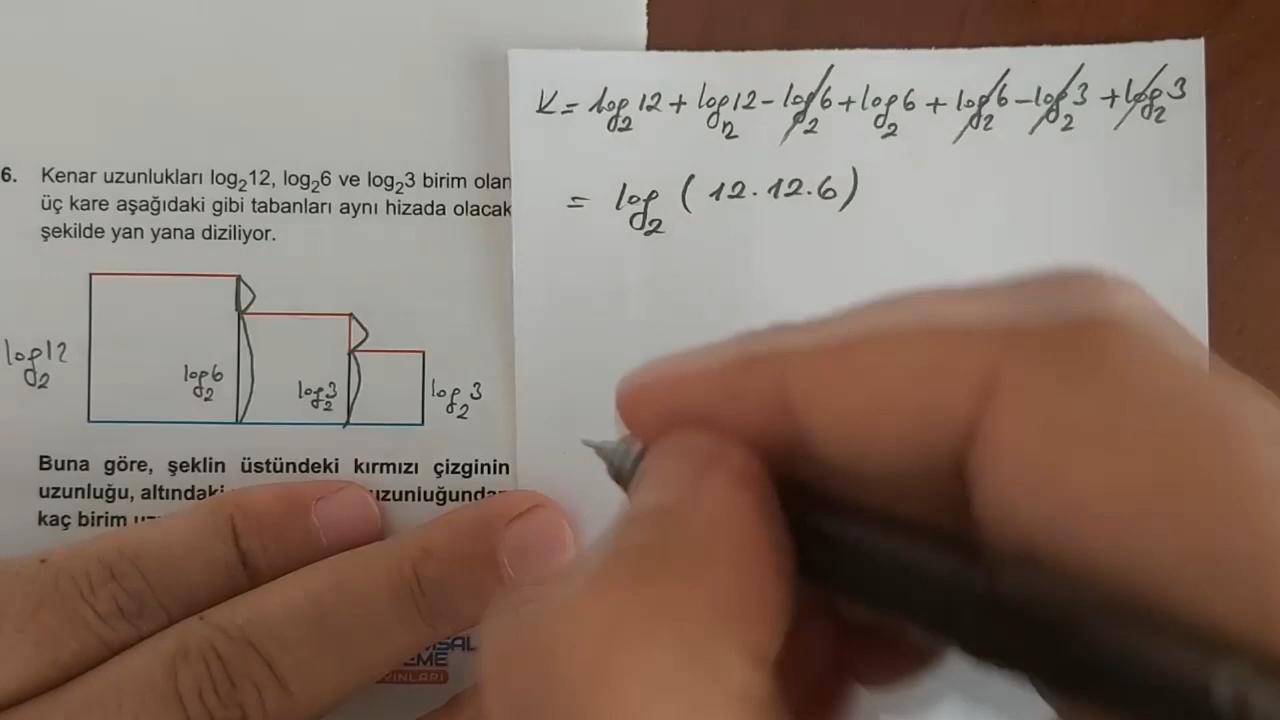 6. Kenar uzunlukları log₂12, log₂6 ve log₂3 birim olan
üç kare aşağıdaki gibi tabanları aynı hizada olacak
şekilde yan yana diziliyor.
log₂12
log₂6
log₂3
log₂3
Buna göre, şeklin üstündeki kırmızı çizginin
uzunluğu, altındaki uzunluğundan
kaç birim
K = log₂12 + log₂12 - log₂6 + log₂6 + log₂6 - log₂3 + log₂3
= log₂(12.12.6)